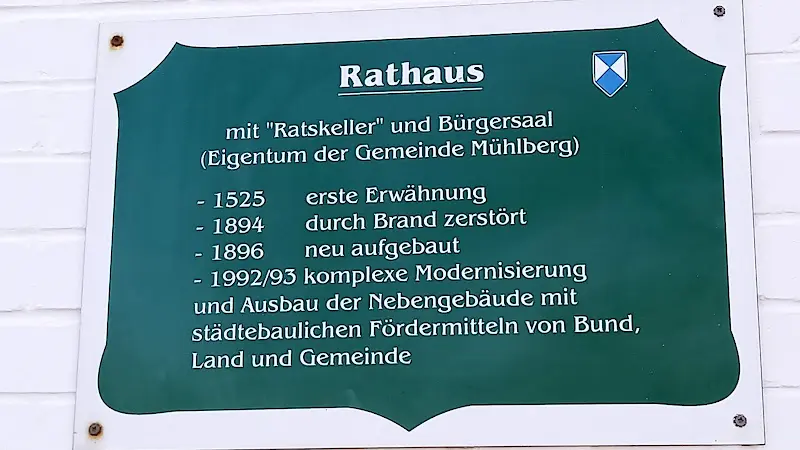 Rathaus
mit "Ratskeller" und Bürgersaal
(Eigentum der Gemeinde Mühlberg)
- 1525 erste Erwähnung
- 1894 durch Brand zerstört
- 1896 neu aufgebaut
- 1992/93 komplexe Modernisierung
und Ausbau der Nebengebäude mit
städtebaulichen Fördermitteln von Bund,
Land und Gemeinde